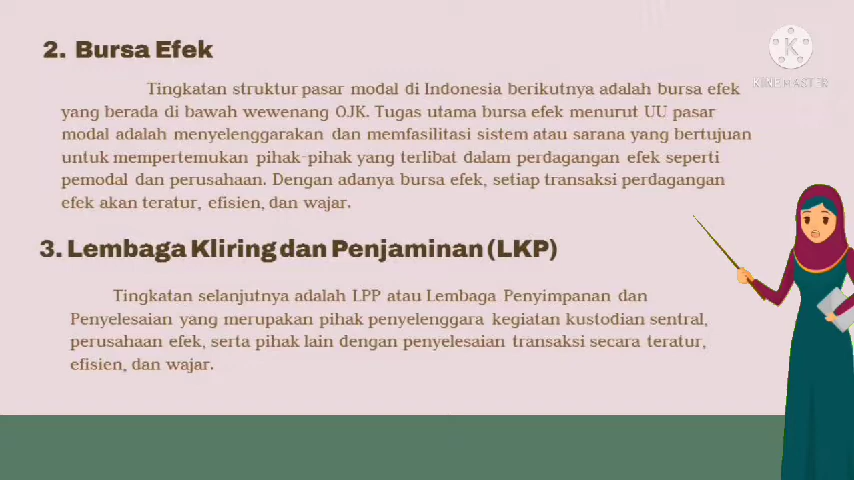 2. Bursa Efek
Tingkatan struktur pasar modal di Indonesia berikutnya adalah bursa efek
yang berada di bawah wewenang OJK. Tugas utama bursa efek menurut UU pasar
modal adalah menyelenggarakan dan memfasilitasi sistem atau sarana yang bertujuan
untuk mempertemukan pihak-pihak yang terlibat dalam perdagangan efek seperti
pemodal dan perusahaan. Dengan adanya bursa efek, setiap transaksi perdagangan
efek akan teratur, efisien, dan wajar.
3. Lembaga Kliring dan Penjaminan (LKP)
Tingkatan selanjutnya adalah LPP atau Lembaga Penyimpanan dan
Penyelesaian yang merupakan pihak penyelenggara kegiatan kustodian sentral,
perusahaan efek, serta pihak lain dengan penyelesaian transaksi secara teratur,
efisien, dan wajar.
K
KINEMASTER